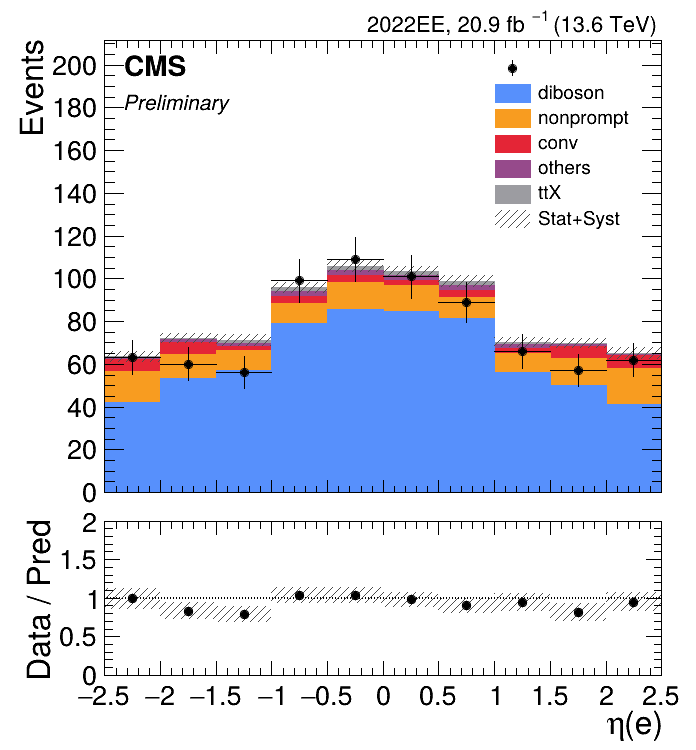 2022EE, 20.9 fb ⁻¹ (13.6 TeV)
CMS
Preliminary
Events
200
180
160
140
120
100
80
60
40
20
0
diboson
nonprompt
conv
others
ttX
Stat+Syst
Data / Pred
2
1.5
1
0.5
0
−2.5 −2 −1.5 −1 −0.5 0 0.5 1 1.5 2 2.5
η(e)